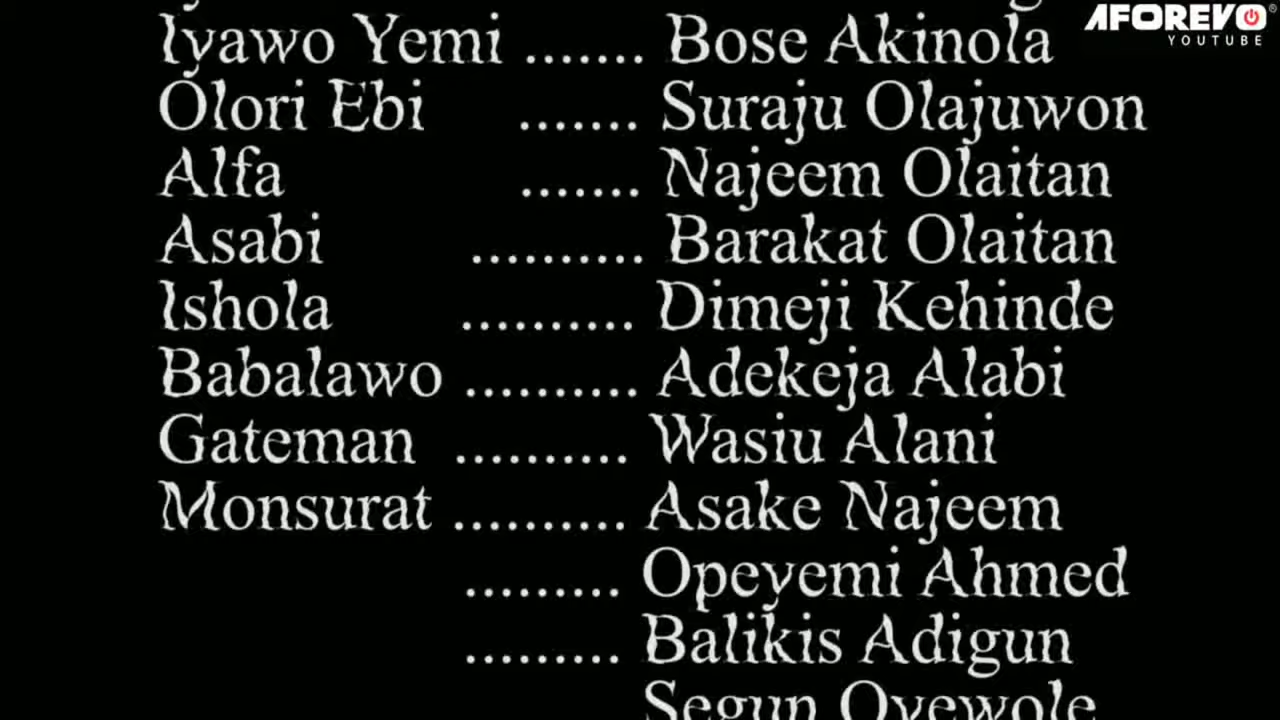 AFOREVO
YOUTUBE
Iyawo Yemi ....... Bose Akinola
Olori Ebi ....... Suraju Olajuwon
Alfa ....... Najeem Olaitan
Asabi .......... Barakat Olaitan
Ishola .......... Dimeji Kehinde
Babalawo .......... Adekeja Alabi
Gateman .......... Wasiu Alani
Monsurat .......... Asake Najeem
......... Opeyemi Ahmed
......... Balikis Adigun
Segun Oyewole